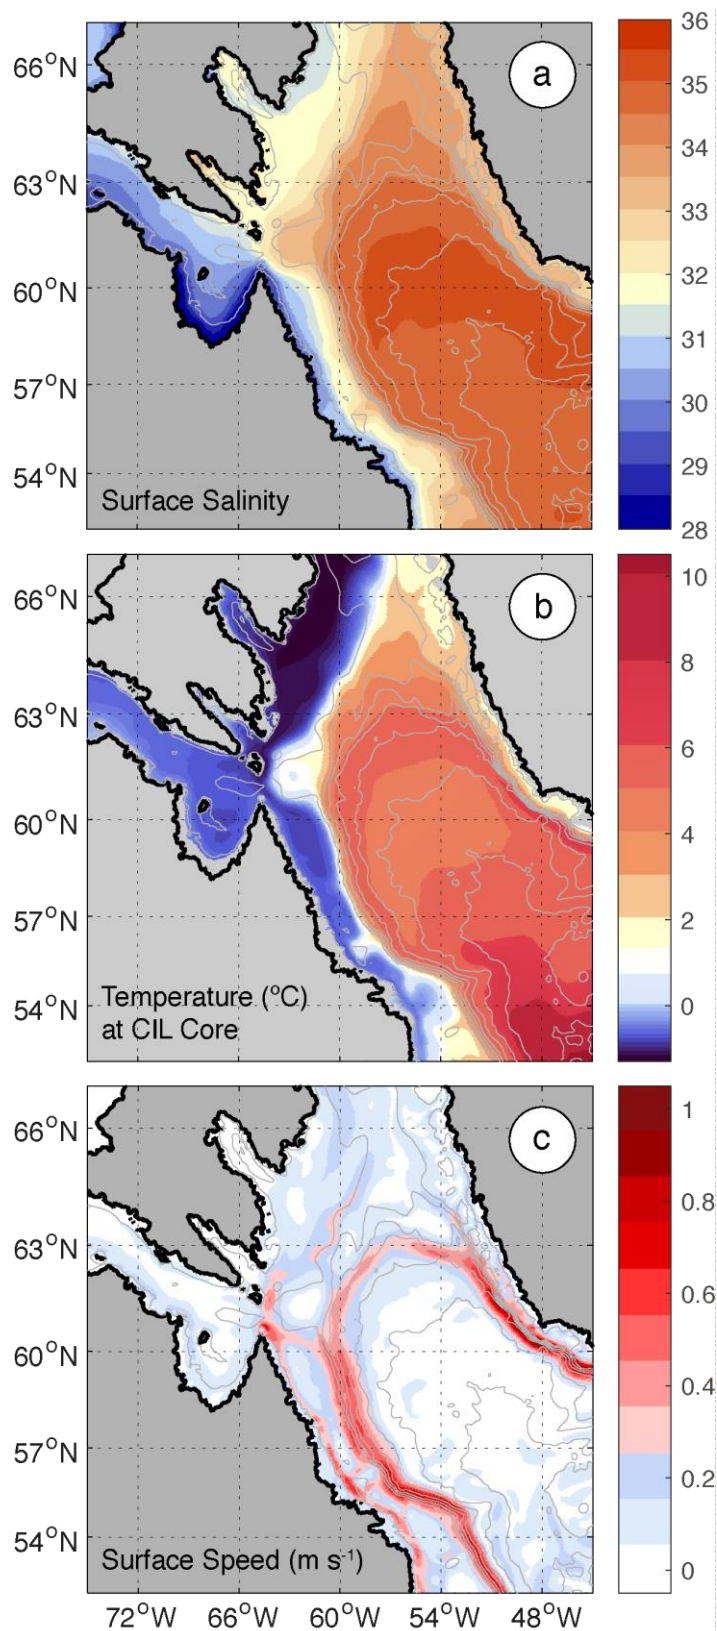 a
66°N
63°N
60°N
57°N
54°N
Surface Salinity
36
35
34
33
32
31
30
29
28
b
66°N
63°N
60°N
57°N
54°N
Temperature (°C)
at CIL Core
10
8
6
4
2
0
c
66°N
63°N
60°N
57°N
54°N
Surface Speed (m s⁻¹)
1
0.8
0.6
0.4
0.2
0
72°W 66°W 60°W 54°W 48°W